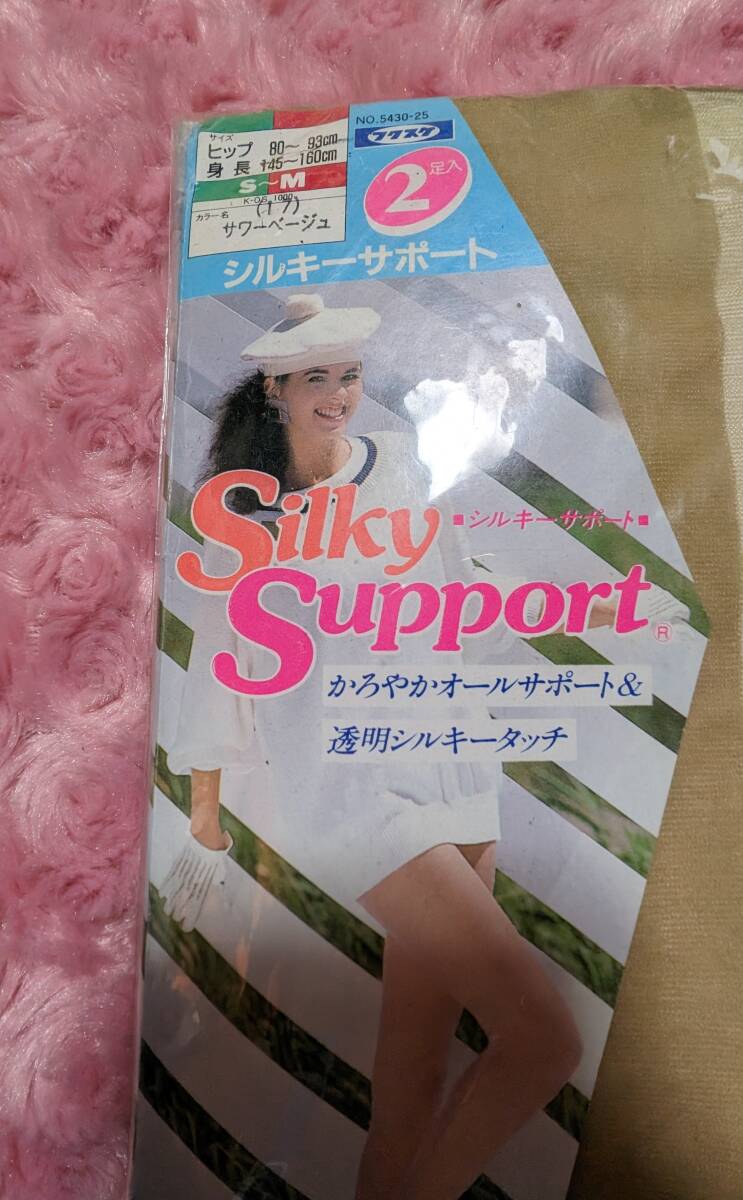 サイズ
ヒップ 80～93cm
身長 145～160cm
S～M
K-OS 1000
(17)
カラー名
サワーベージュ
NO.5430-25
フクスケ
2足入
シルキーサポート
Silky
■シルキーサポート■
Support®
かろやかオールサポート&
透明シルキータッチ